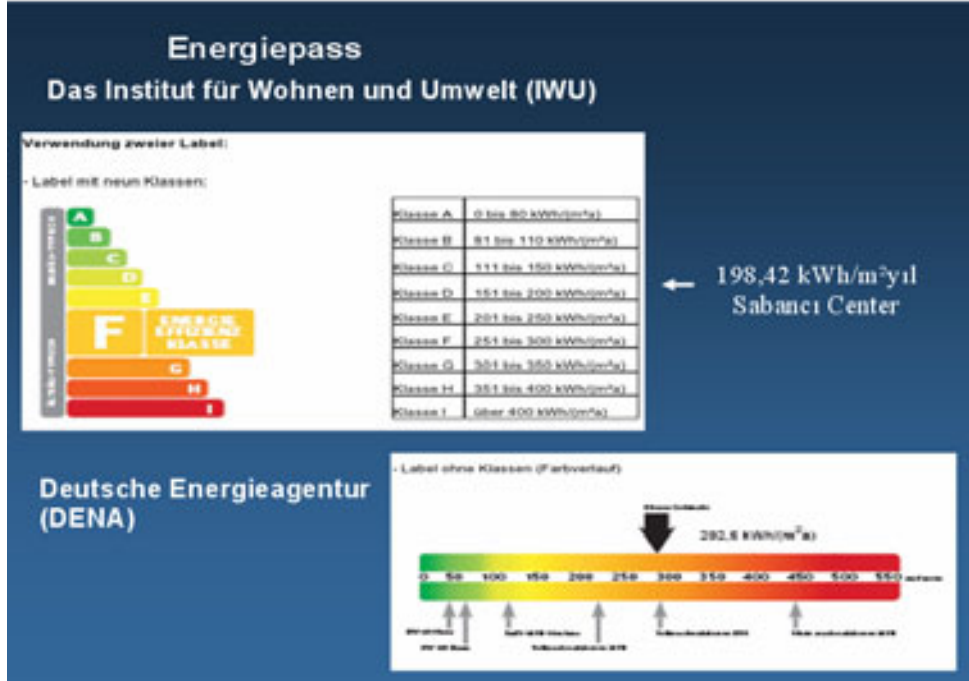 Energiepass
Das Institut für Wohnen und Umwelt (IWU)
Verwendung zweier Label:
- Label mit neun Klassen:
A
B
C
D
E
F ENERGIE
EFFIZIENZ
KLASSE
G
H
I
Klasse A 0 bis 80 kWh/(m²a)
Klasse B 81 bis 110 kWh/(m²a)
Klasse C 111 bis 150 kWh/(m²a)
Klasse D 151 bis 200 kWh/(m²a)
Klasse E 201 bis 250 kWh/(m²a)
Klasse F 251 bis 300 kWh/(m²a)
Klasse G 301 bis 350 kWh/(m²a)
Klasse H 351 bis 400 kWh/(m²a)
Klasse I über 400 kWh/(m²a)
198,42 kWh/m²yıl
Sabancı Center
Deutsche Energieagentur
(DENA)
- Label ohne Klassen (Farbverlauf)
kWh/(m²a)
0 50 100 150 200 250 300 350 400 450 500 550